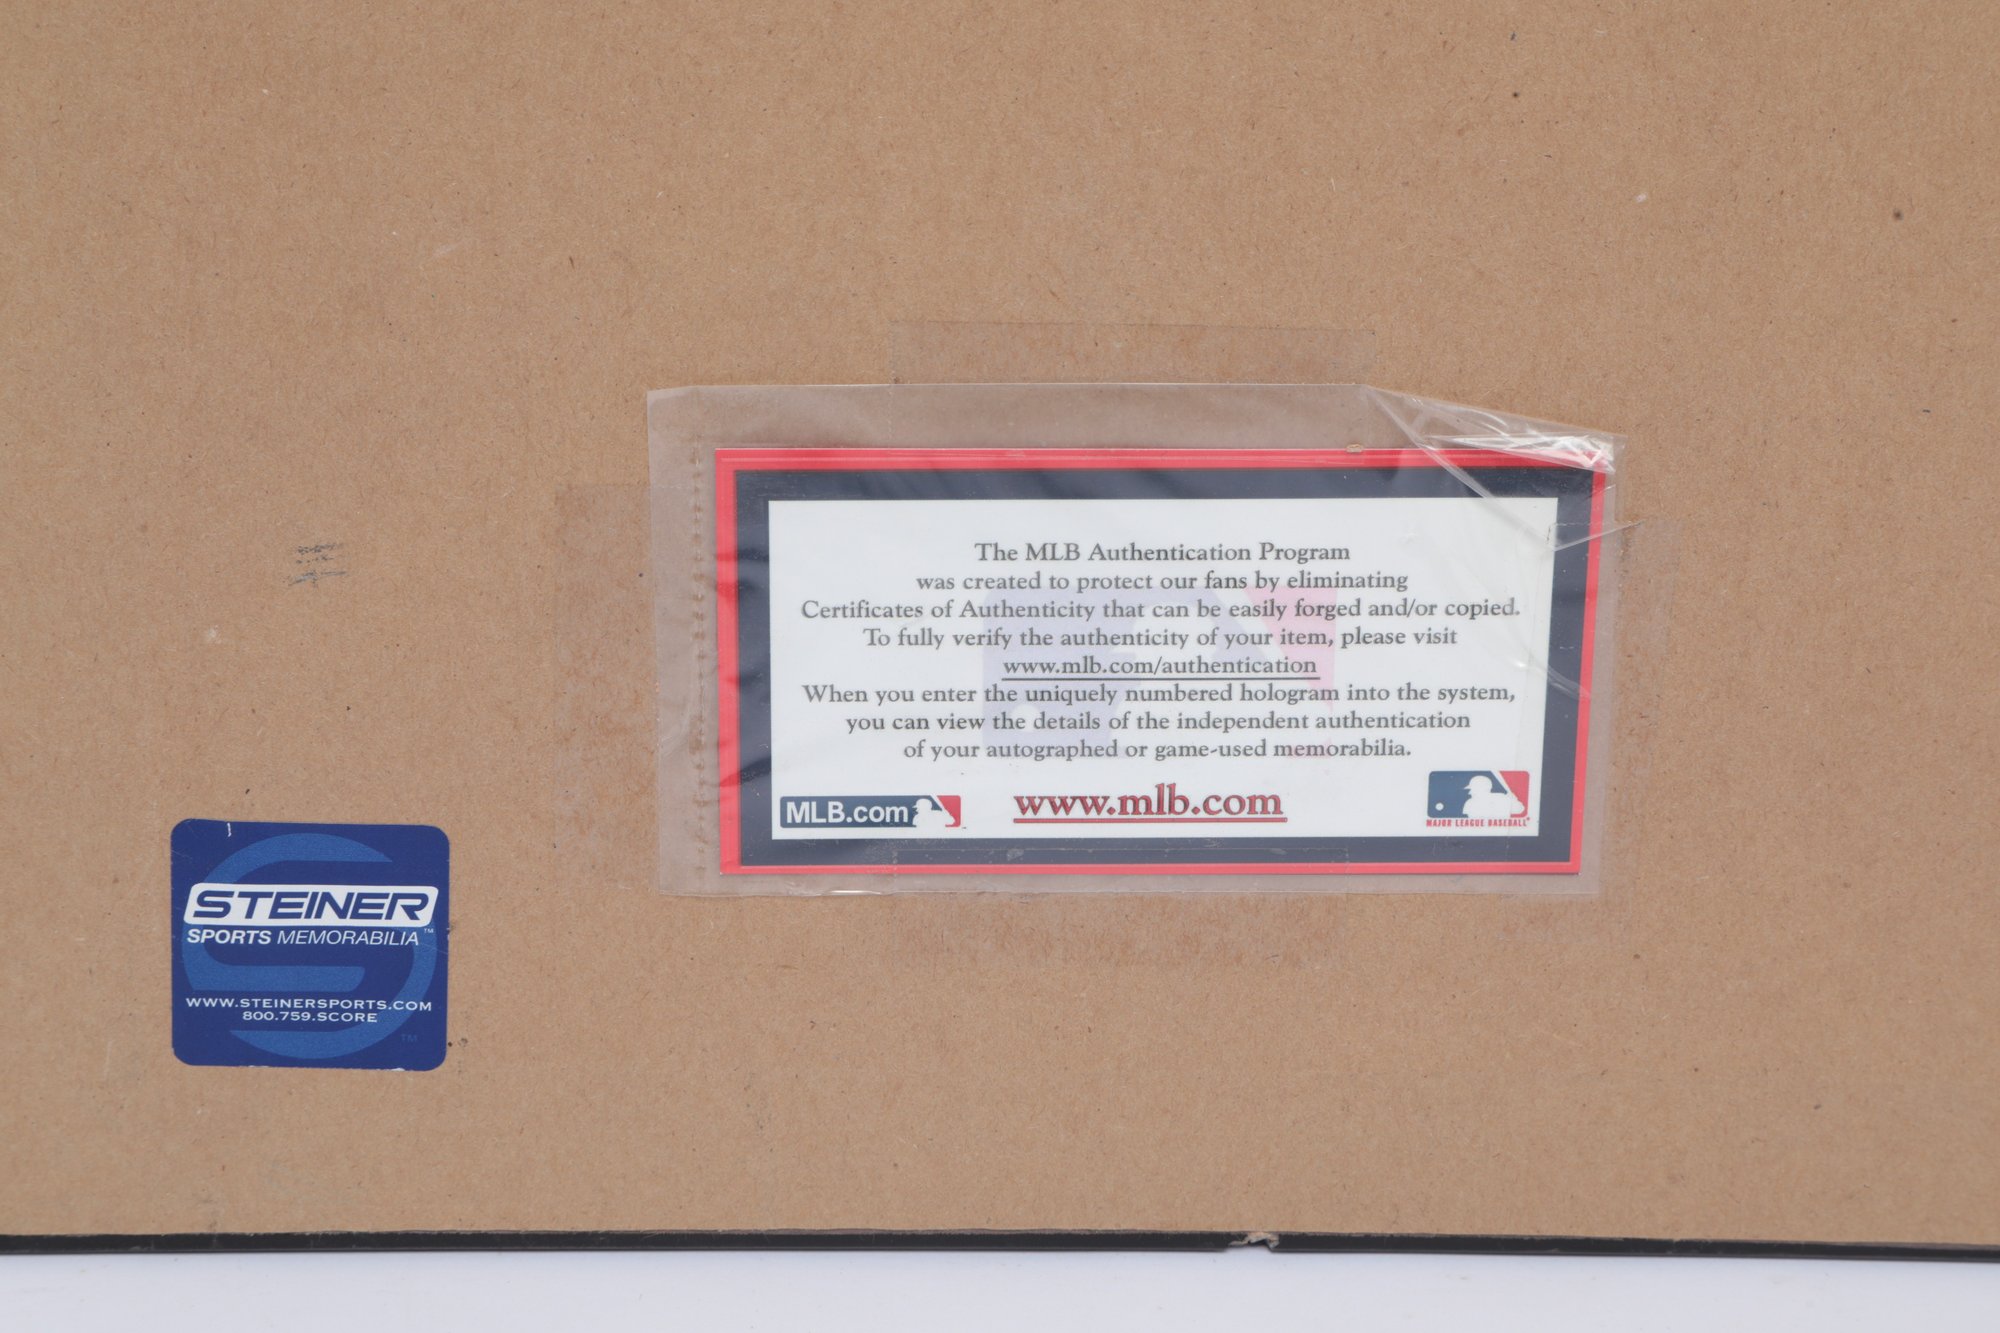 The MLB Authentication Program
was created to protect our fans by eliminating
Certificates of Authenticity that can be easily forged and/or copied.
To fully verify the authenticity of your item, please visit
www.mlb.com/authentication
When you enter the uniquely numbered hologram into the system,
you can view the details of the independent authentication
of your autographed or game-used memorabilia.
MLB.com
www.mlb.com
MAJOR LEAGUE BASEBALL®
STEINER
SPORTS MEMORABILIA™
WWW.STEINERSPORTS.COM
800.759.SCORE
TM